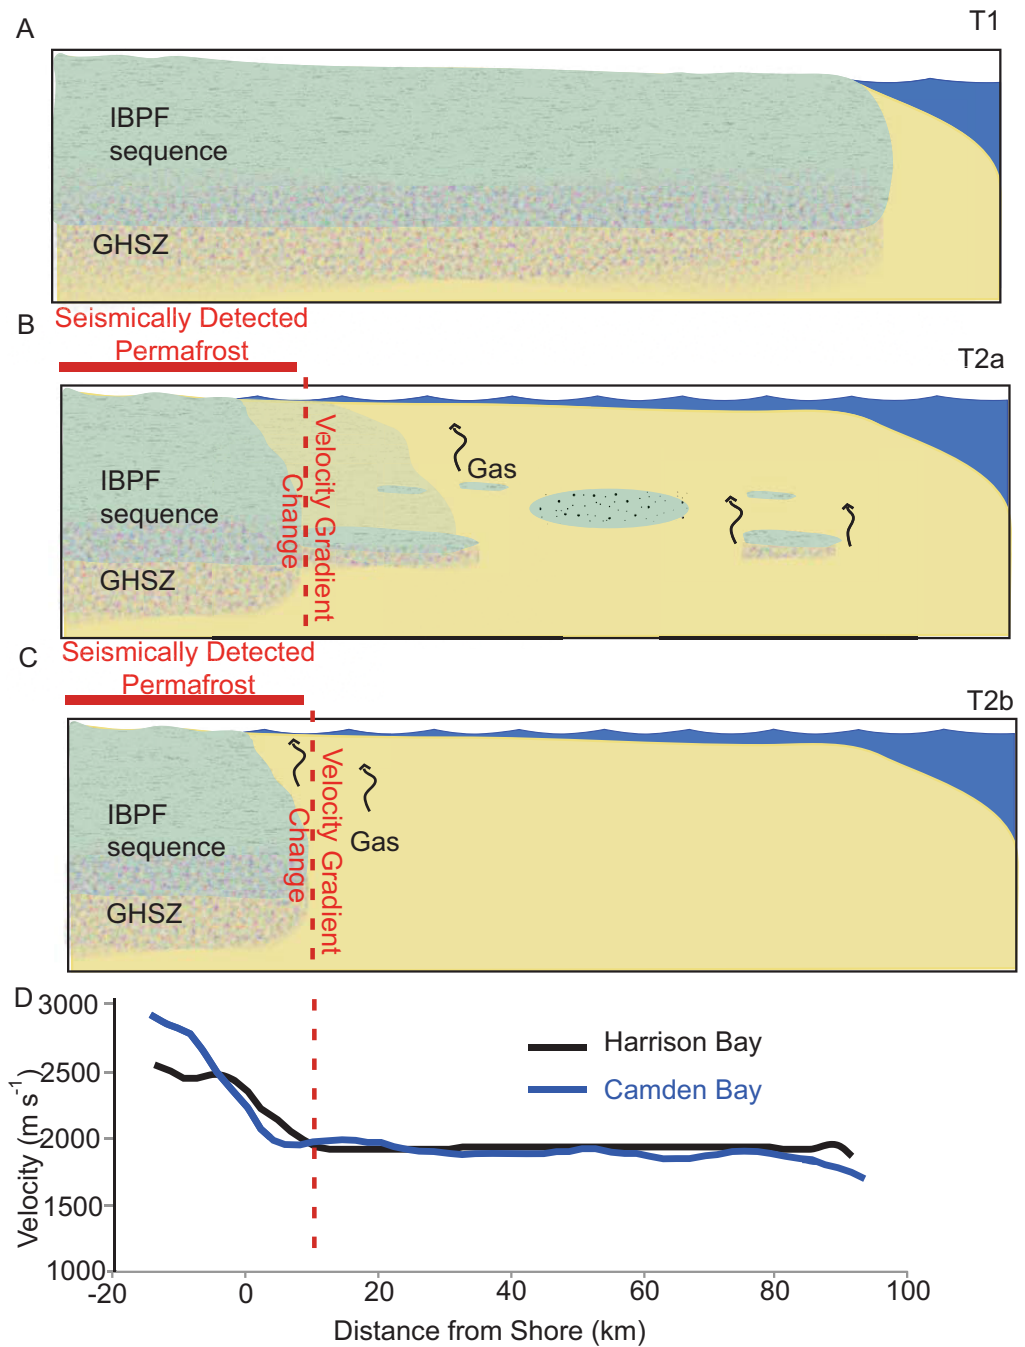 A
T1
IBPF
sequence
GHSZ
B
Seismically Detected
Permafrost
T2a
IBPF
sequence
GHSZ
Velocity Gradient
Change
Gas
C
Seismically Detected
Permafrost
T2b
IBPF
sequence
GHSZ
Velocity Gradient
Change
Gas
D
3000
2500
2000
1500
1000
Velocity (m s⁻¹)
Harrison Bay
Camden Bay
-20
0
20
40
60
80
100
Distance from Shore (km)